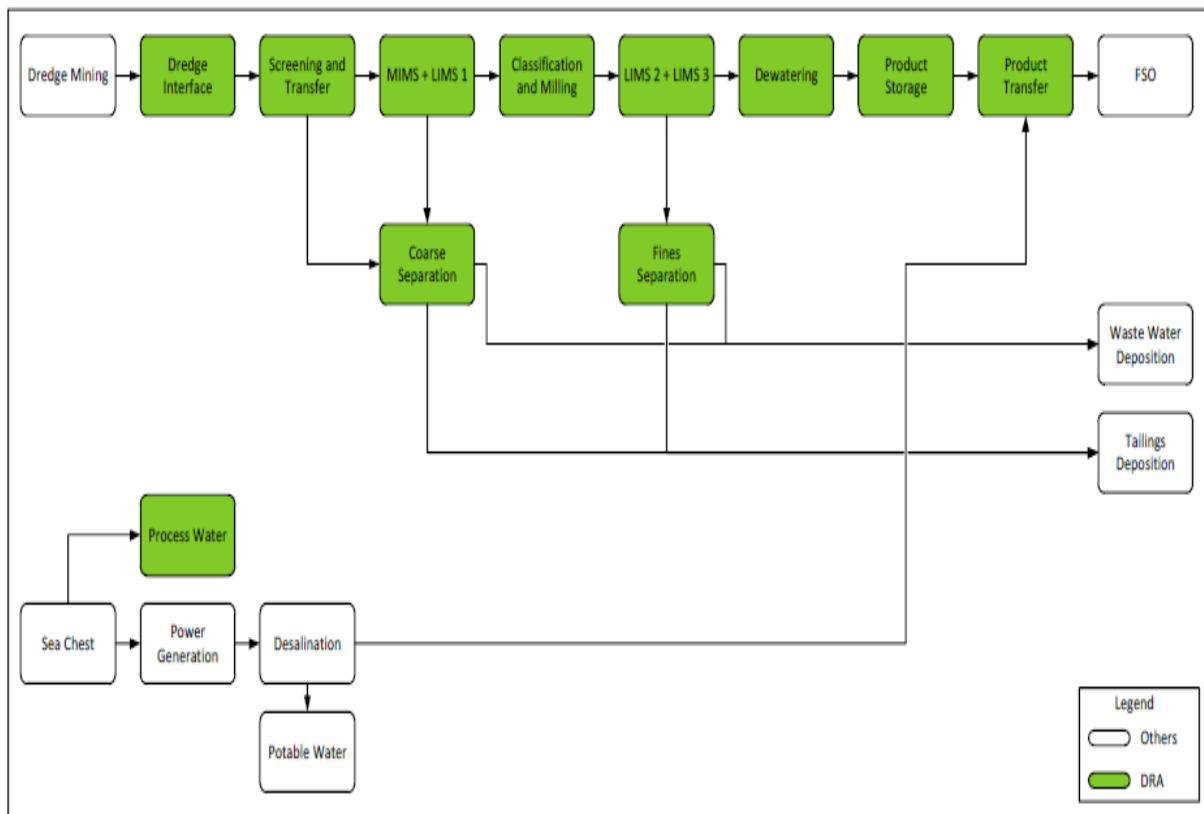 Dredge Mining
Dredge
Interface
Screening and
Transfer
MIMS + LIMS 1
Classification
and Milling
LIMS 2 + LIMS 3
Dewatering
Product
Storage
Product
Transfer
FSO
Coarse
Separation
Fines
Separation
Waste Water
Deposition
Tailings
Deposition
Process Water
Sea Chest
Power
Generation
Desalination
Potable Water
Legend
Others
DRA